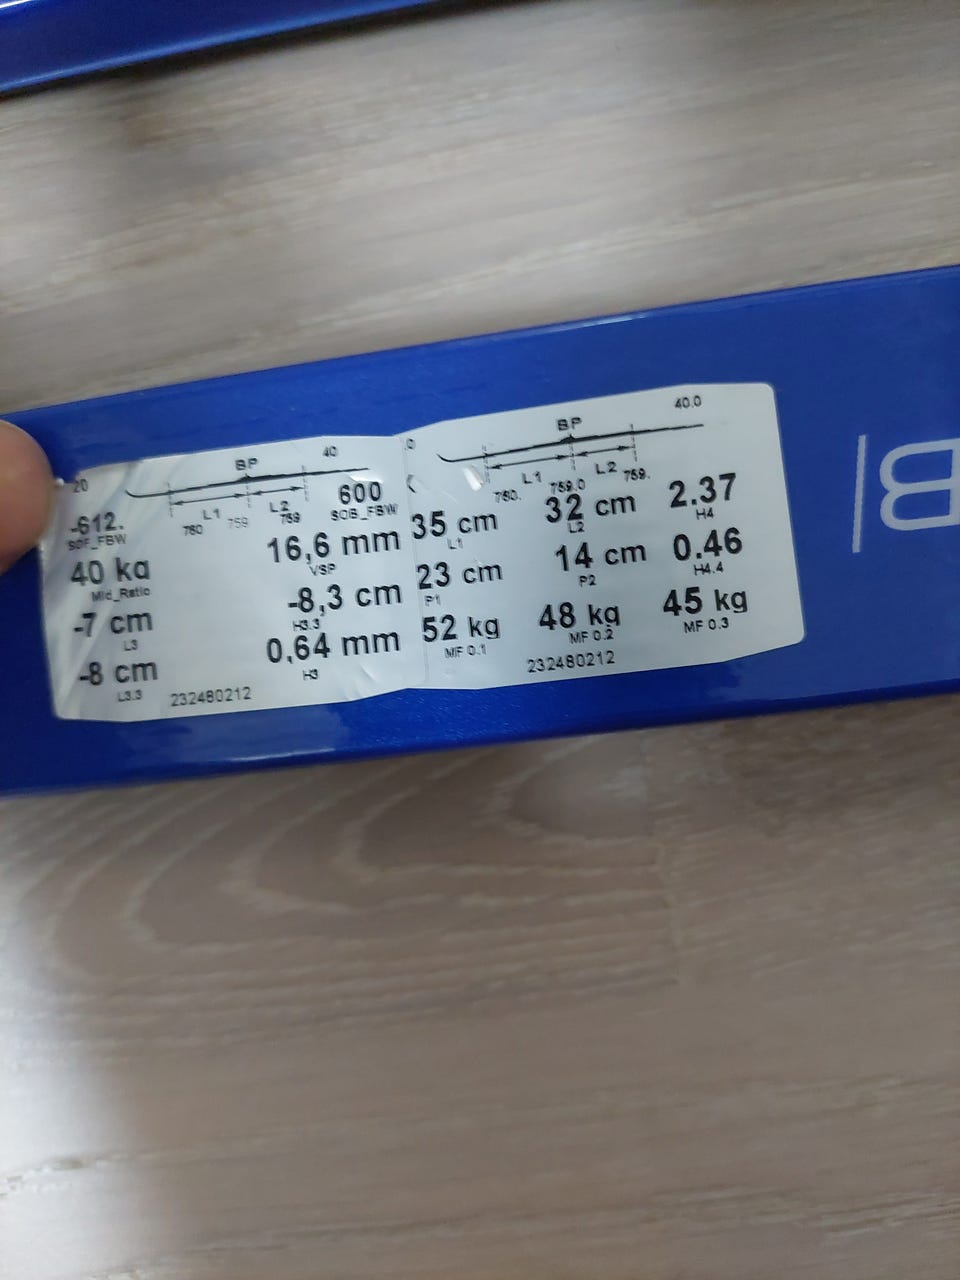 20 BP 40
L1 L2
-612. 760 759 759 600
SOF_FBW SOB_FBW
40 kg 16,6 mm
Mid_Ratio VSP
-7 cm -8,3 cm
L3 H3.3
-8 cm 0,64 mm
L3.3 H3
232480212
.0 BP 40.0
L1 L2
760. 759.0 759.
35 cm 32 cm 2.37
L1 L2 H4
23 cm 14 cm 0.46
P1 P2 H4.4
52 kg 48 kg 45 kg
MF 0.1 MF 0.2 MF 0.3
232480212
B